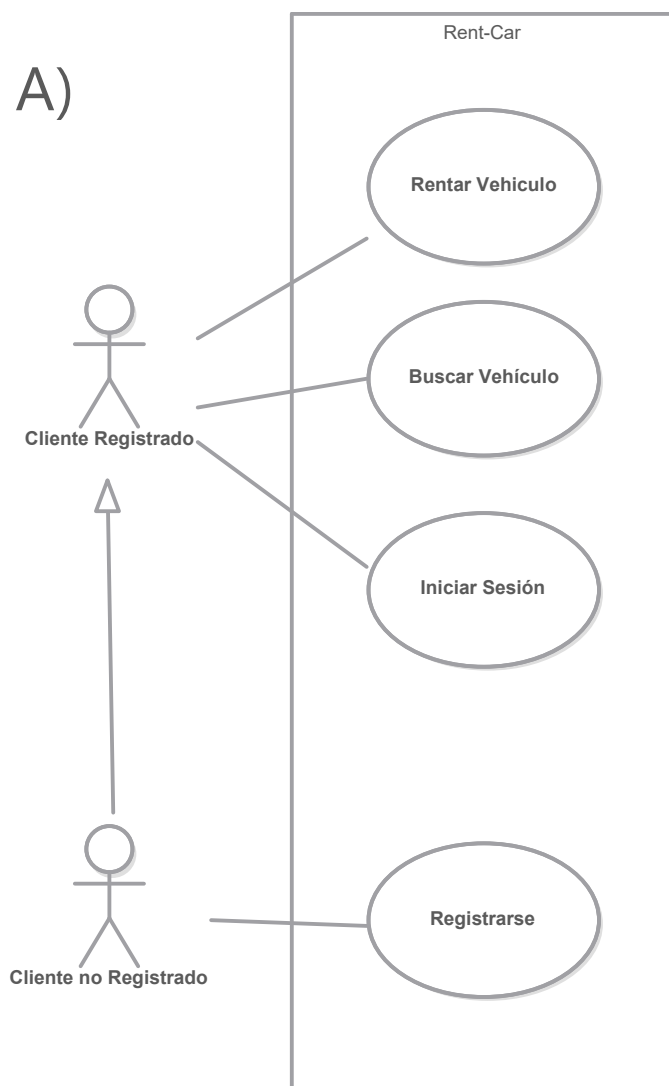 Rent-Car
A)
Rentar Vehiculo
Buscar Vehículo
Cliente Registrado
Iniciar Sesión
Registrarse
Cliente no Registrado